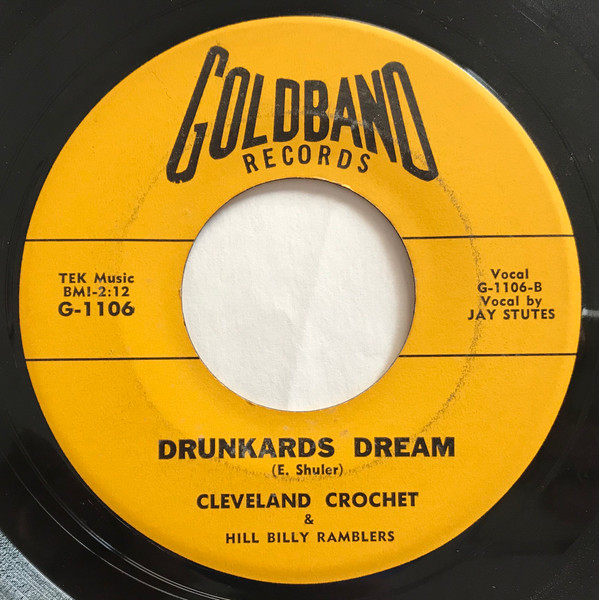 GOLDBAND
RECORDS
TEK Music
BMI-2:12
G-1106
Vocal
G-1106-B
Vocal by
JAY STUTES
DRUNKARDS DREAM
(E. Shuler)
CLEVELAND CROCHET
&
HILL BILLY RAMBLERS